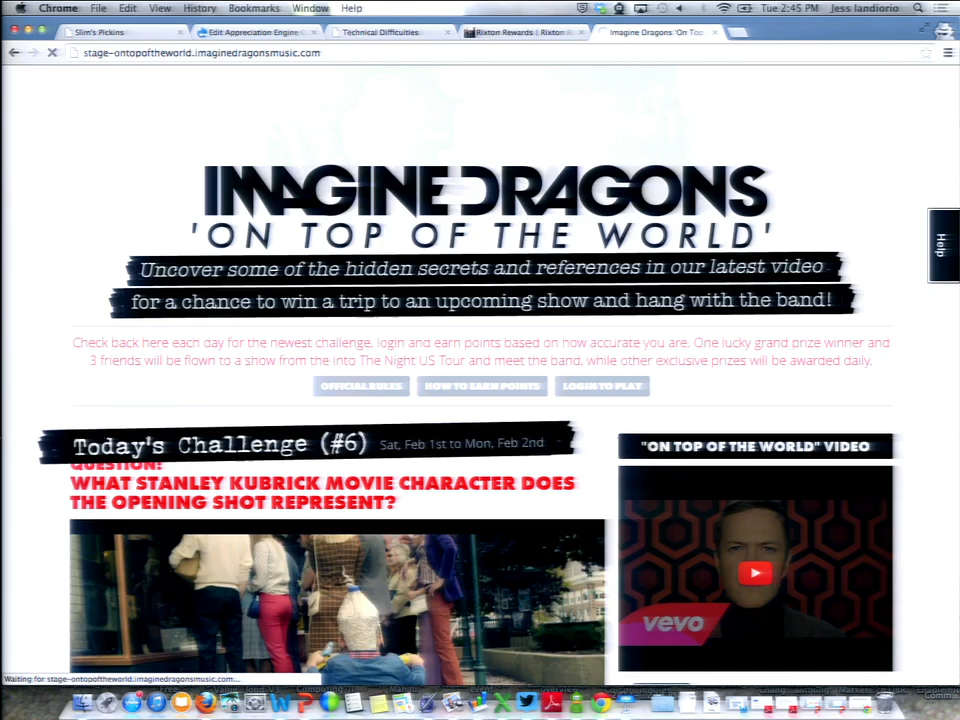 Chrome File Edit View History Bookmarks Window Help Tue 2:45 PM Jess Iandiorio
Slim's Pickins Edit Appreciation Engine Technical Difficulties Rixton Rewards | Rixton Imagine Dragons 'On Top
stage-ontopoftheworld.imaginedragonsmusic.com
IMAGINE DRAGONS
'ON TOP OF THE WORLD'
Uncover some of the hidden secrets and references in our latest video
for a chance to win a trip to an upcoming show and hang with the band!
Help
Check back here each day for the newest challenge, login and earn points based on how accurate you are. One lucky grand prize winner and
3 friends will be flown to a show from the into The Night US Tour and meet the band, while other exclusive prizes will be awarded daily.
OFFICIAL RULES HOW TO EARN POINTS LOGIN TO PLAY
Today's Challenge (#6) Sat, Feb 1st to Mon, Feb 2nd
"ON TOP OF THE WORLD" VIDEO
QUESTION:
WHAT STANLEY KUBRICK MOVIE CHARACTER DOES
THE OPENING SHOT REPRESENT?
vevo
Waiting for stage-ontopoftheworld.imaginedragonsmusic.com...